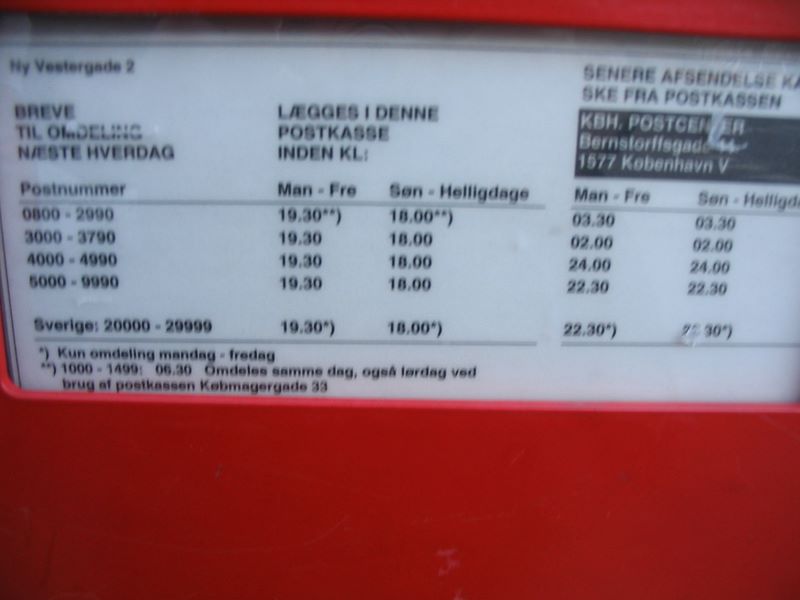 Ny Vestergade 2
SENERE AFSENDELSE KA
SKE FRA POSTKASSEN
BREVE
TIL OMDELING
NÆSTE HVERDAG
LÆGGES I DENNE
POSTKASSE
INDEN KL:
KBH. POSTCENTER
Bernstorffsgade
1577 København V
Postnummer Man - Fre Søn - Helligdage Man - Fre Søn - Helligda
0800 - 2990 19.30**) 18.00**) 03.30 03.30
3000 - 3790 19.30 18.00 02.00 02.00
4000 - 4990 19.30 18.00 24.00 24.00
5000 - 9990 19.30 18.00 22.30 22.30
Sverige: 20000 - 29999 19.30*) 18.00*) 22.30*) 22.30*)
*) Kun omdeling mandag - fredag
**) 1000 - 1499: 06.30 Omdeles samme dag, også lørdag ved
brug af postkassen Købmagergade 33